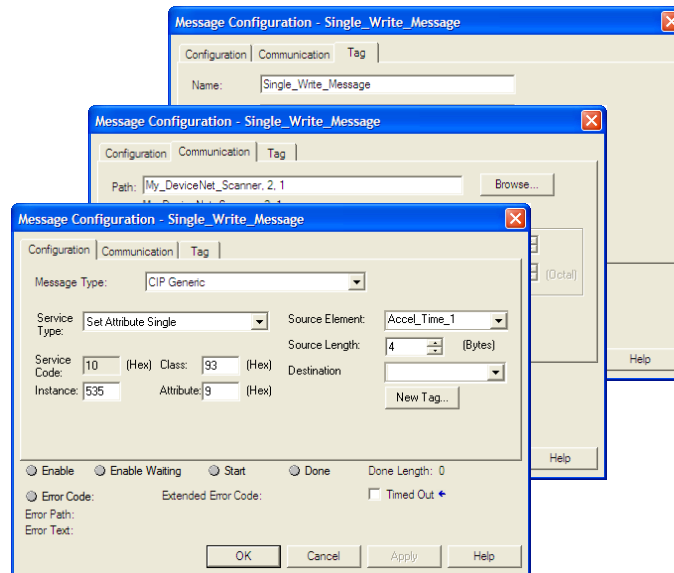 Message Configuration - Single_Write_Message
Configuration Communication Tag
Name: Single_Write_Message
Help
Message Configuration - Single_Write_Message
Configuration Communication Tag
Path: My_DeviceNet_Scanner, 2, 1 Browse...
(Octal)
Help
Message Configuration - Single_Write_Message
Configuration Communication Tag
Message Type: CIP Generic
Service Type: Set Attribute Single
Source Element: Accel_Time_1
Source Length: 4 (Bytes)
Service Code: 10 (Hex) Class: 93 (Hex)
Destination
Instance: 535 Attribute: 9 (Hex)
New Tag...
Enable Enable Waiting Start Done Done Length: 0
Error Code: Extended Error Code: Timed Out
Error Path:
Error Text:
OK Cancel Apply Help